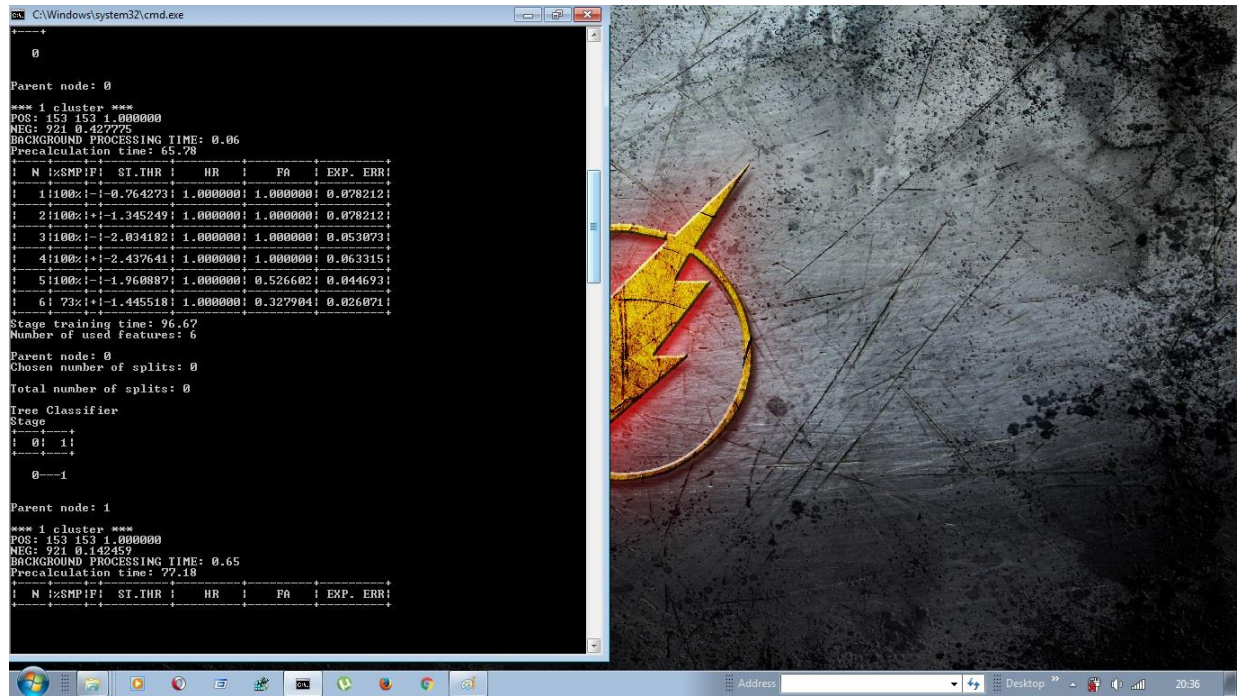 C:\Windows\system32\cmd.exe
+---+
0
Parent node: 0
*** 1 cluster ***
POS: 153 153 1.000000
NEG: 921 0.427775
BACKGROUND PROCESSING TIME: 0.06
Precalculation time: 65.78
+----+----+-+---------+---------+---------+---------+
| N |%SMP|F| ST.THR | HR | FA | EXP. ERR|
+----+----+-+---------+---------+---------+---------+
| 1|100%|-|-0.764273| 1.000000| 1.000000| 0.078212|
+----+----+-+---------+---------+---------+---------+
| 2|100%|+|-1.345249| 1.000000| 1.000000| 0.078212|
+----+----+-+---------+---------+---------+---------+
| 3|100%|-|-2.034182| 1.000000| 1.000000| 0.053073|
+----+----+-+---------+---------+---------+---------+
| 4|100%|+|-2.437641| 1.000000| 1.000000| 0.063315|
+----+----+-+---------+---------+---------+---------+
| 5|100%|-|-1.960887| 1.000000| 0.526602| 0.044693|
+----+----+-+---------+---------+---------+---------+
| 6| 73%|+|-1.445518| 1.000000| 0.327904| 0.026071|
+----+----+-+---------+---------+---------+---------+
Stage training time: 96.67
Number of used features: 6
Parent node: 0
Chosen number of splits: 0
Total number of splits: 0
Tree Classifier
Stage
+---+---+
| 0| 1|
+---+---+
0---1
Parent node: 1
*** 1 cluster ***
POS: 153 153 1.000000
NEG: 921 0.142459
BACKGROUND PROCESSING TIME: 0.65
Precalculation time: 77.18
+----+----+-+---------+---------+---------+---------+
| N |%SMP|F| ST.THR | HR | FA | EXP. ERR|
+----+----+-+---------+---------+---------+---------+
Address
Desktop
20:36